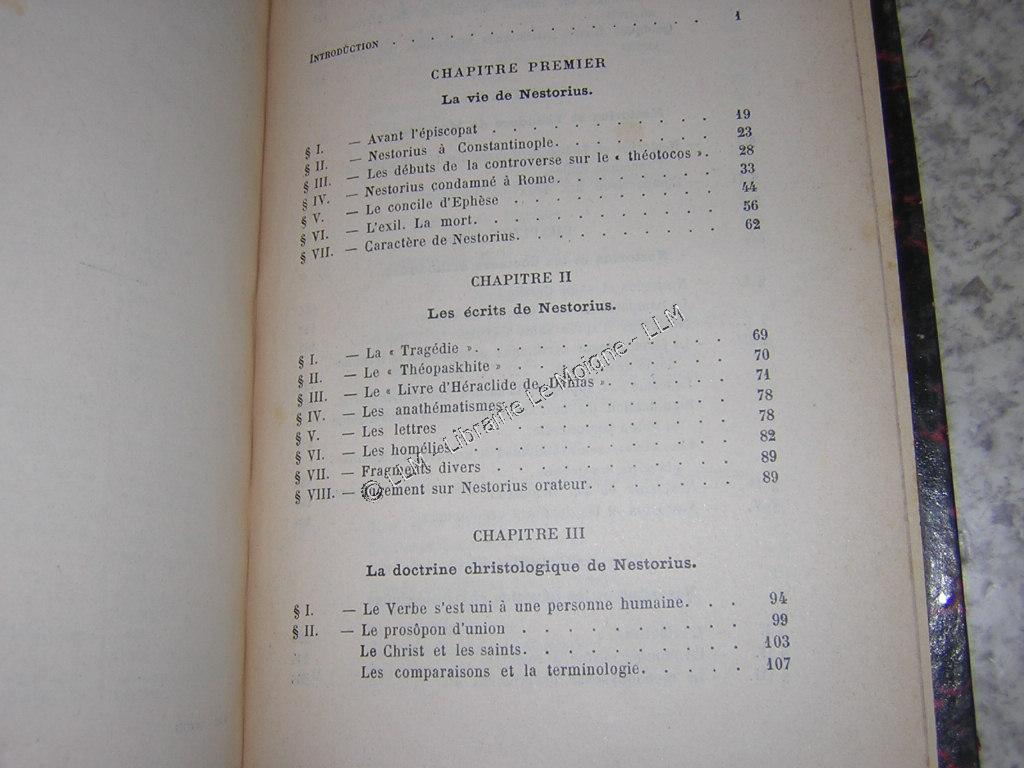 INTRODUCTION . . . . . . . . . . . . . . 1
CHAPITRE PREMIER
La vie de Nestorius.
§ I. — Avant l'épiscopat . . . . . . . . . . . 19
§ II. — Nestorius à Constantinople. . . . . . . . 23
§ III. — Les débuts de la controverse sur le « théotocos ». 28
§ IV. — Nestorius condamné à Rome. . . . . . . . 33
§ V. — Le concile d'Ephèse . . . . . . . . . . 44
§ VI. — L'exil. La mort. . . . . . . . . . . . 56
§ VII. — Caractère de Nestorius. . . . . . . . . 62
CHAPITRE II
Les écrits de Nestorius.
§ I. — La « Tragédie ». . . . . . . . . . . . 69
§ II. — Le « Théopaskhite » . . . . . . . . . . 70
§ III. — Le « Livre d'Héraclide de Damas ». . . . . . 71
§ IV. — Les anathématismes. . . . . . . . . . . 78
§ V. — Les lettres . . . . . . . . . . . . . 78
§ VI. — Les homélies . . . . . . . . . . . . 82
§ VII. — Fragments divers . . . . . . . . . . . 89
§ VIII. — Jugement sur Nestorius orateur. . . . . . . 89
CHAPITRE III
La doctrine christologique de Nestorius.
§ I. — Le Verbe s'est uni à une personne humaine. . . 94
§ II. — Le prosôpon d'union . . . . . . . . . . 99
Le Christ et les saints. . . . . . . . . . 103
Les comparaisons et la terminologie. . . . . 107
© LLM - Librairie Le Moigne - LLM